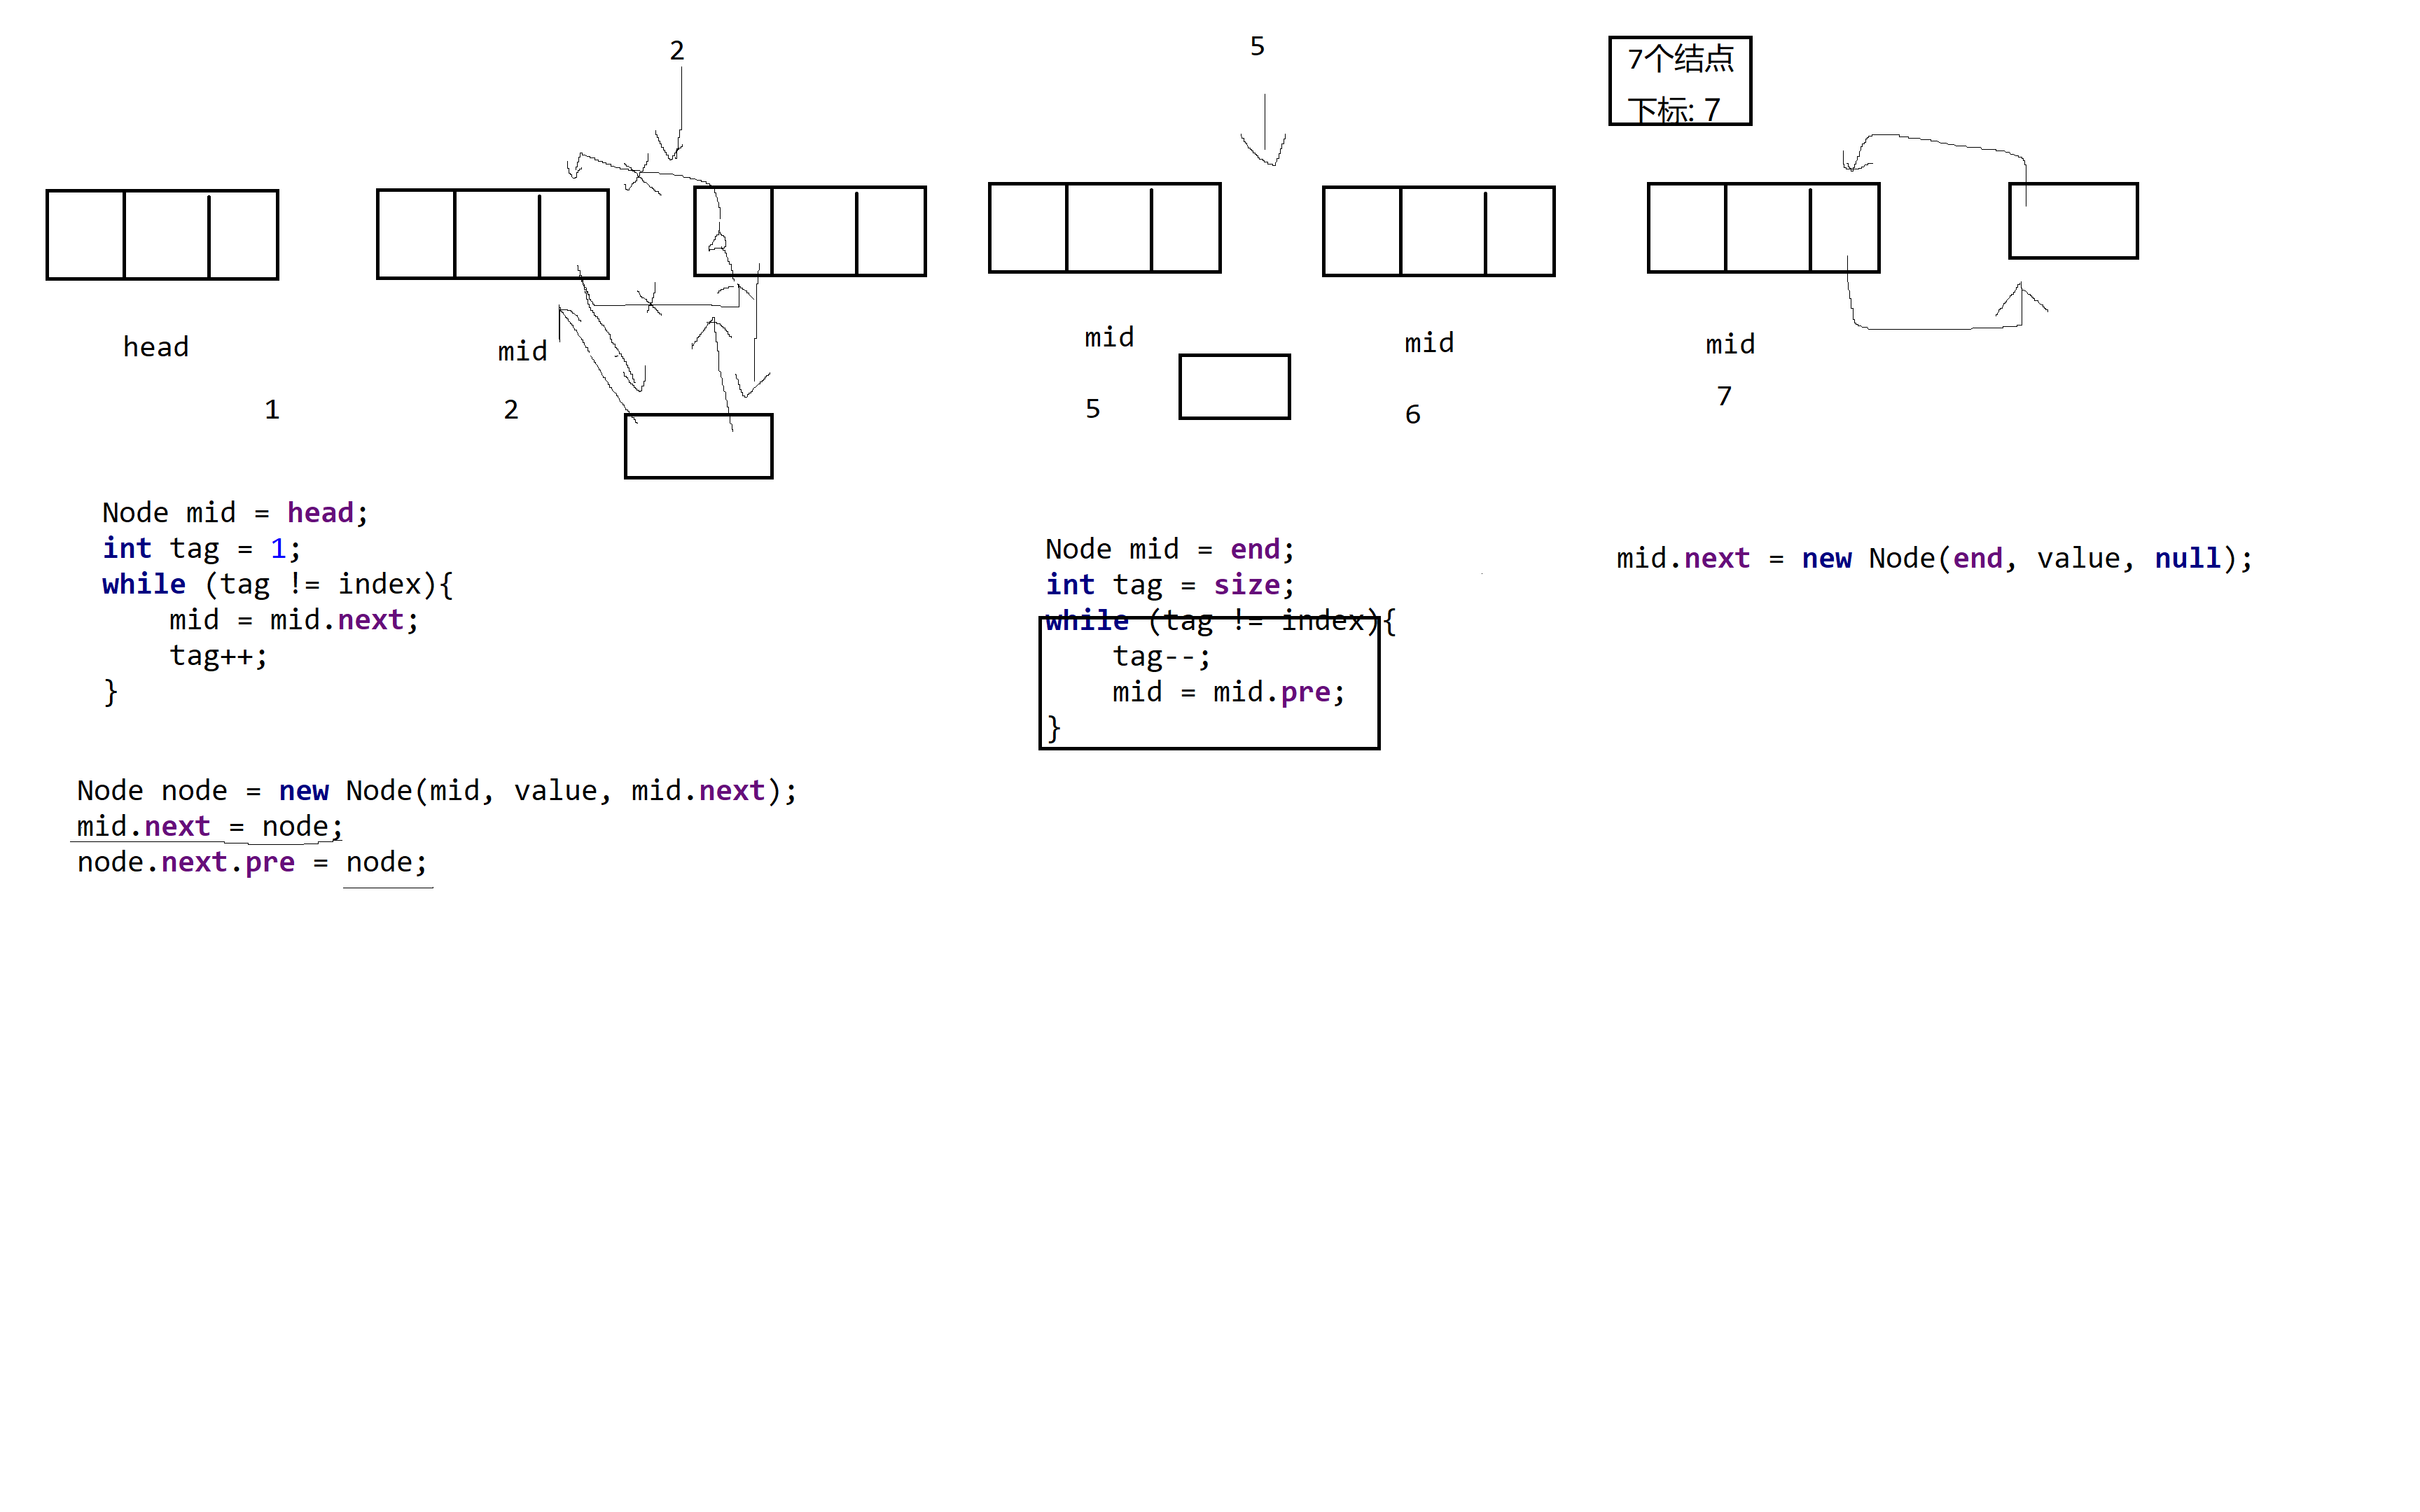 2
5
7个结点
下标: 7
head
mid
mid
mid
mid
1
2
5
6
7
Node mid = head;
int tag = 1;
while (tag != index){
    mid = mid.next;
    tag++;
}
Node node = new Node(mid, value, mid.next);
mid.next = node;
node.next.pre = node;
Node mid = end;
int tag = size;
while (tag != index){
    tag--;
    mid = mid.pre;
}
mid.next = new Node(end, value, null);